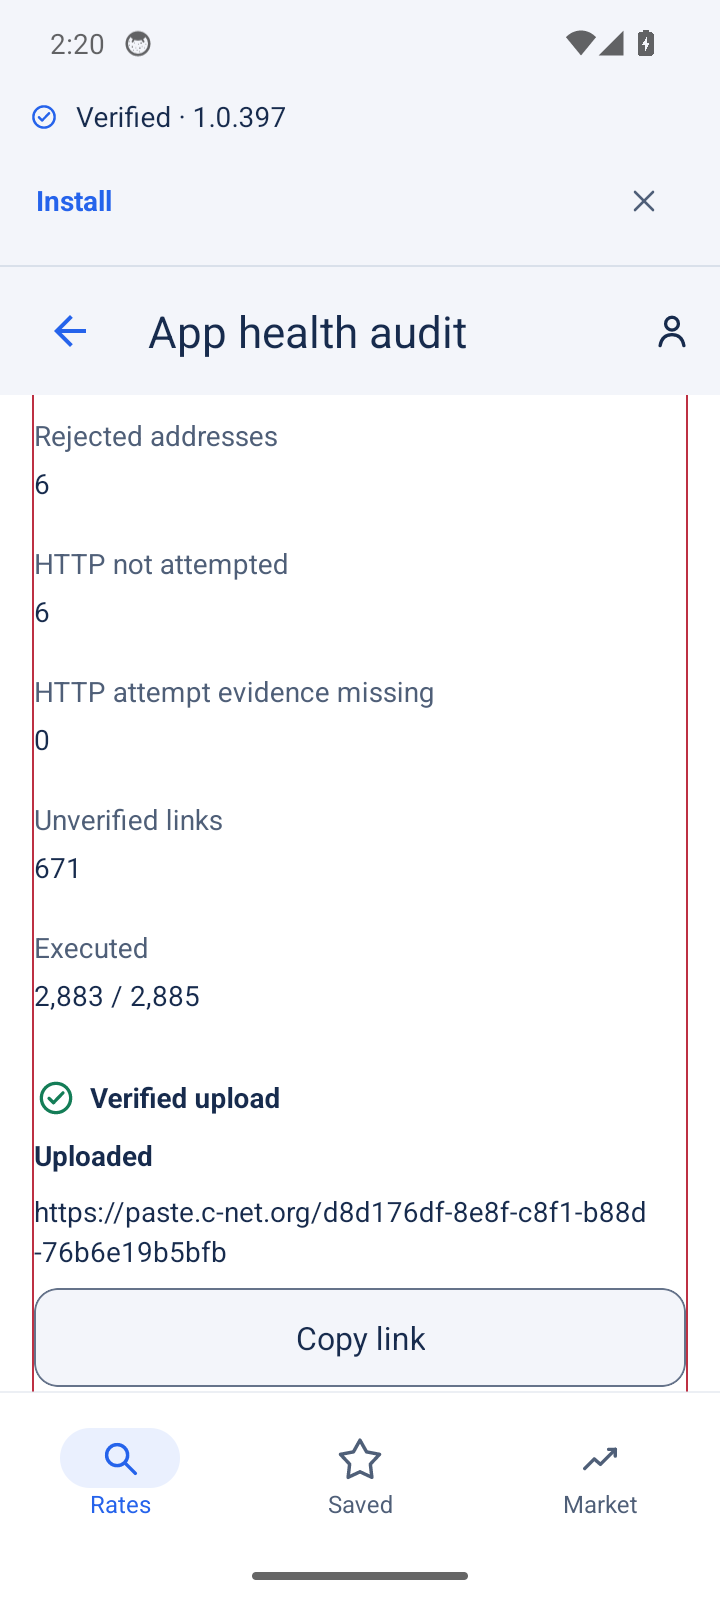 2:20
Verified · 1.0.397
Install
App health audit
Rejected addresses
6
HTTP not attempted
6
HTTP attempt evidence missing
0
Unverified links
671
Executed
2,883 / 2,885
Verified upload
Uploaded
https://paste.c-net.org/d8d176df-8e8f-c8f1-b88d
-76b6e19b5bfb
Copy link
Rates
Saved
Market